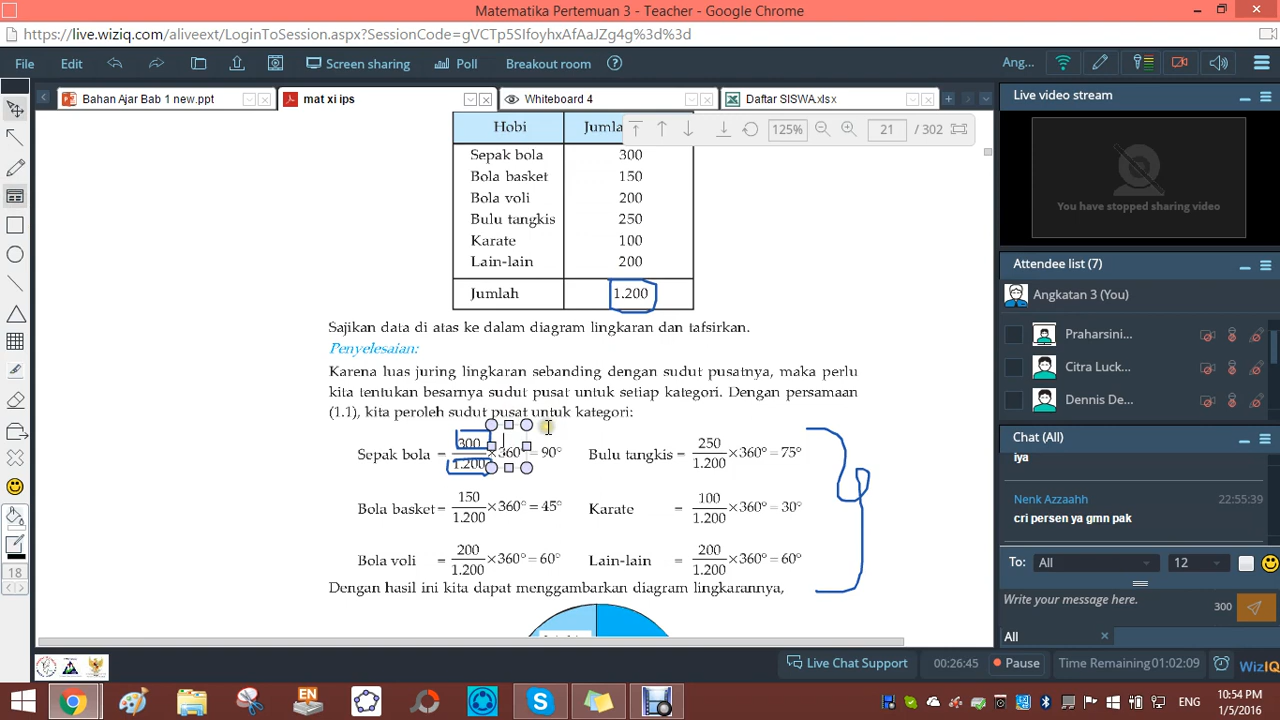 Matematika Pertemuan 3 - Teacher - Google Chrome
https://live.wiziq.com/aliveext/LoginToSession.aspx?SessionCode=gVCTp5SIfoyhxAfAaJZg4g%3d%3d
File Edit Screen sharing Poll Breakout room Ang...
Bahan Ajar Bab 1 new.ppt mat xi ips Whiteboard 4 Daftar SISWA.xlsx
125% 21 / 302
Hobi
Sepak bola 300
Bola basket 150
Bola voli 200
Bulu tangkis 250
Karate 100
Lain-lain 200
Jumlah 1.200
Sajikan data di atas ke dalam diagram lingkaran dan tafsirkan.
Penyelesaian:
Karena luas juring lingkaran sebanding dengan sudut pusatnya, maka perlu
kita tentukan besarnya sudut pusat untuk setiap kategori. Dengan persamaan
(1.1), kita peroleh sudut pusat untuk kategori:
Sepak bola = 300/1.200 ×360° = 90° Bulu tangkis = 250/1.200 ×360° = 75°
Bola basket = 150/1.200 ×360° = 45° Karate = 100/1.200 ×360° = 30°
Bola voli = 200/1.200 ×360° = 60° Lain-lain = 200/1.200 ×360° = 60°
Dengan hasil ini kita dapat menggambarkan diagram lingkarannya,
18
Live video stream
You have stopped sharing video
Attendee list (7)
Angkatan 3 (You)
Praharsini...
Citra Luck...
Dennis De...
Chat (All)
iya
Nenk Azzaahh 22:55:39
cri persen ya gmn pak
To: All 12
Write your message here. 300
All
Live Chat Support 00:26:45 Pause Time Remaining 01:02:09 WizIQ
EN ENG 10:54 PM
1/5/2016